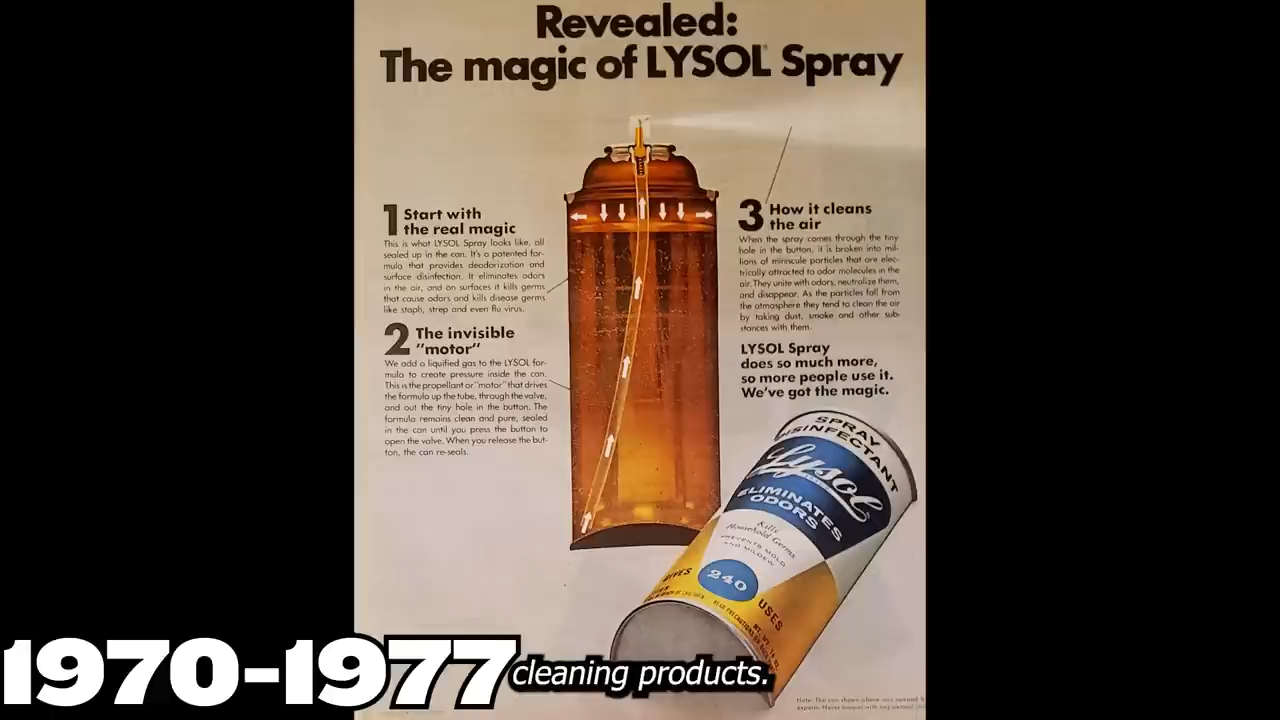 Revealed:
The magic of LYSOL Spray
1 Start with
the real magic
This is what LYSOL Spray looks like, all
sealed up in the can. It's a patented for-
mula that provides deodorization and
surface disinfection. It eliminates odors
in the air, and on surfaces it kills germs
that cause odors and kills disease germs
like staph, strep and even flu virus.
2 The invisible
"motor"
We add a liquified gas to the LYSOL for-
mula to create pressure inside the can.
This is the propellant or "motor" that drives
the formula up the tube, through the valve,
and out the tiny hole in the button. The
formula remains clean and pure, sealed
in the can until you press the button to
open the valve. When you release the but-
ton, the can re-seals.
3 How it cleans
the air
When the spray comes through the tiny
hole in the button, it is broken into mil-
lions of miniscule particles that are elec-
trically attracted to odor molecules in the
air. They unite with odors, neutralize them,
and disappear. As the particles fall from
the atmosphere they tend to clean the air
by taking dust, smoke and other sub-
stances with them.
LYSOL Spray
does so much more,
so more people use it.
We've got the magic.
SPRAY
DISINFECTANT
Lysol
ELIMINATES
ODORS
Kills
Household Germs
PREVENTS MOLD
AND MILDEW
GIVES
240
USES
Note: The can shown above was opened
1970-1977
cleaning products.